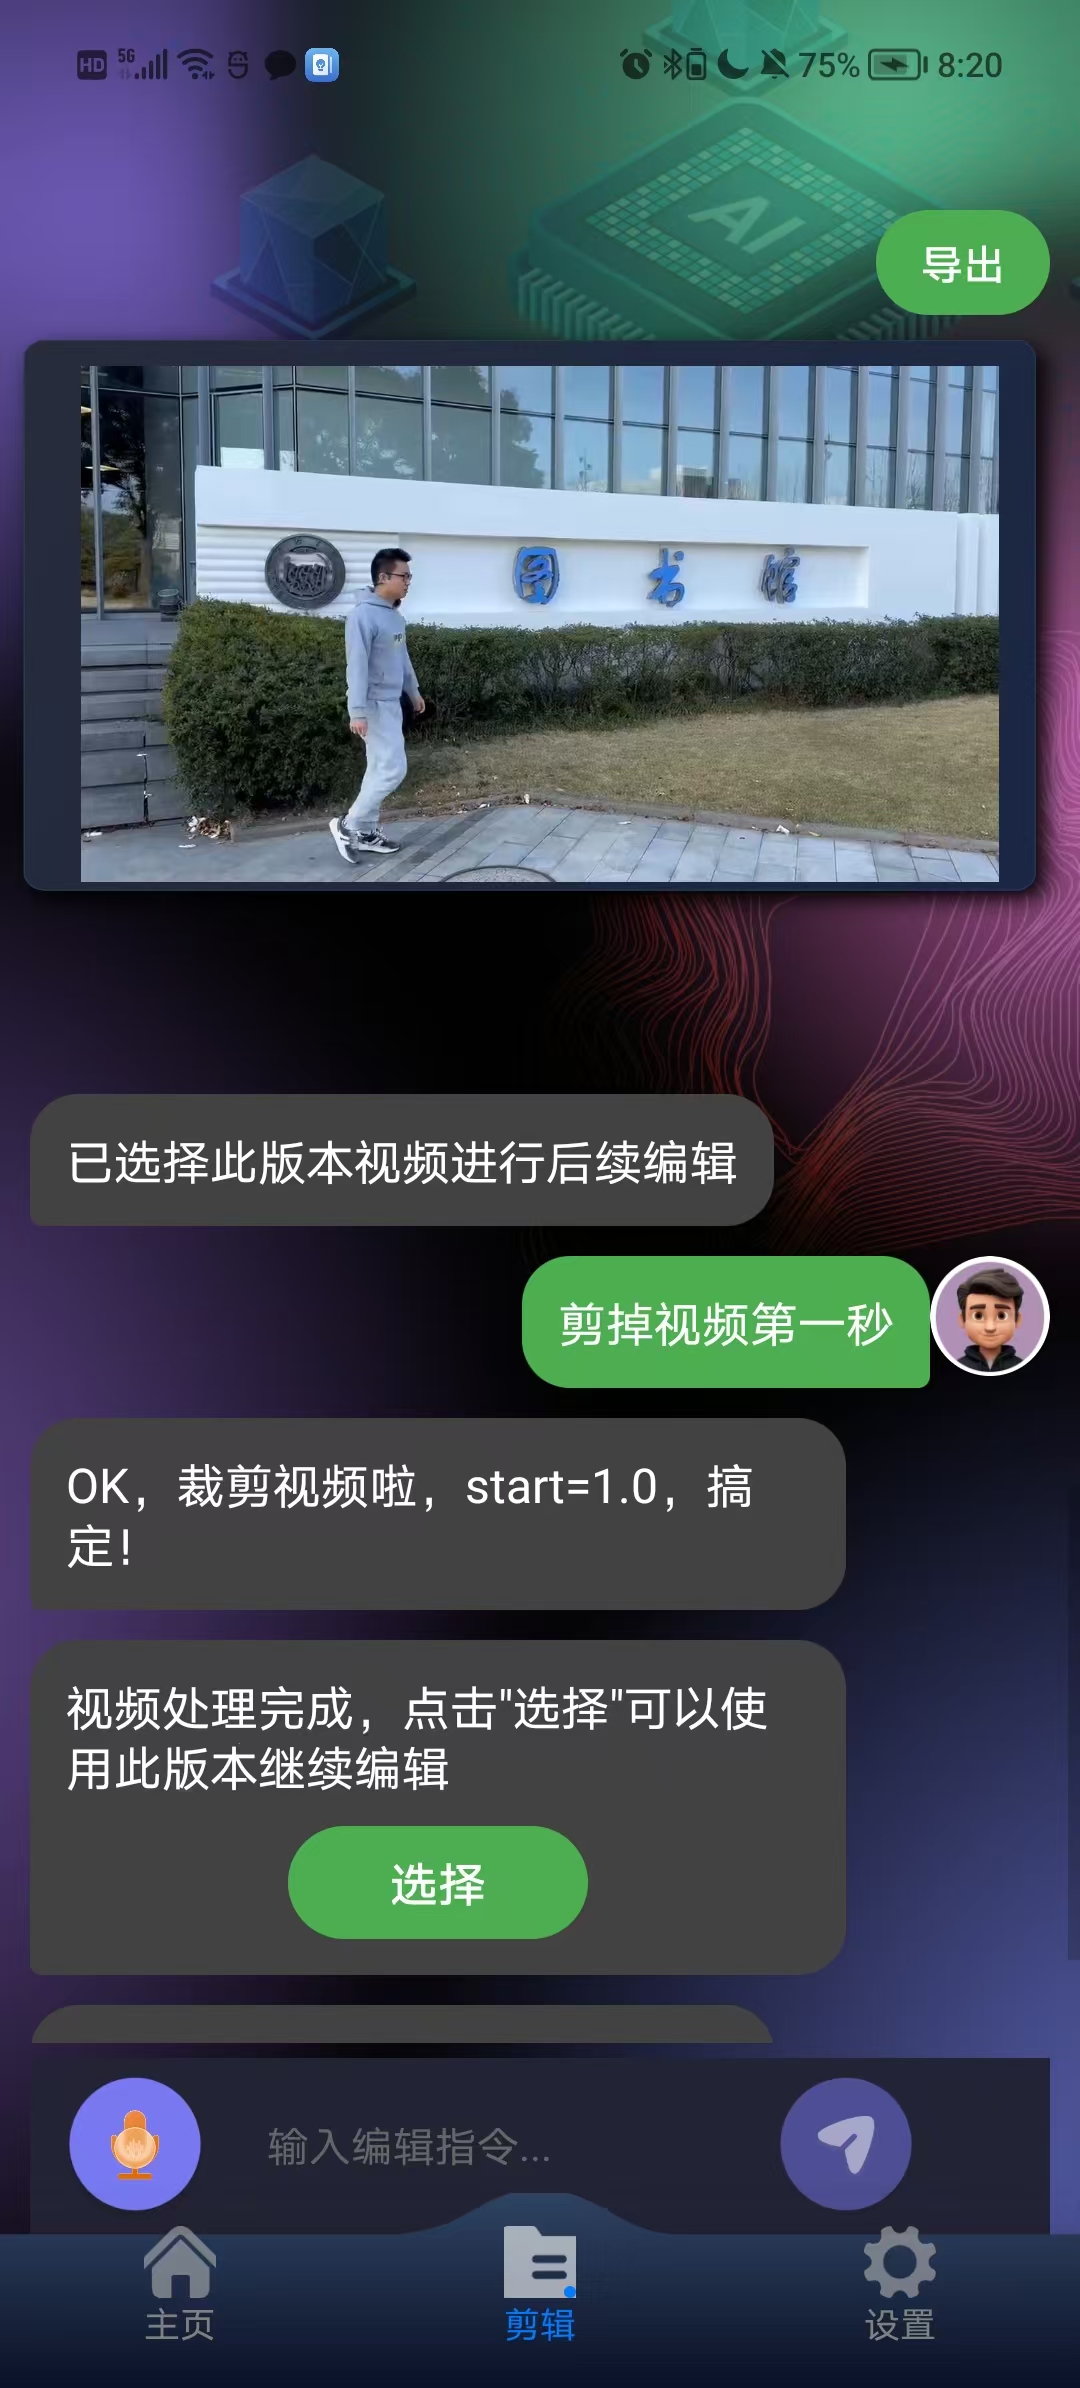 HD 5G 75% 8:20
AI
导出
图书馆
已选择此版本视频进行后续编辑
剪掉视频第一秒
OK，裁剪视频啦，start=1.0，搞
定！
视频处理完成，点击"选择"可以使
用此版本继续编辑
选择
输入编辑指令...
主页 剪辑 设置